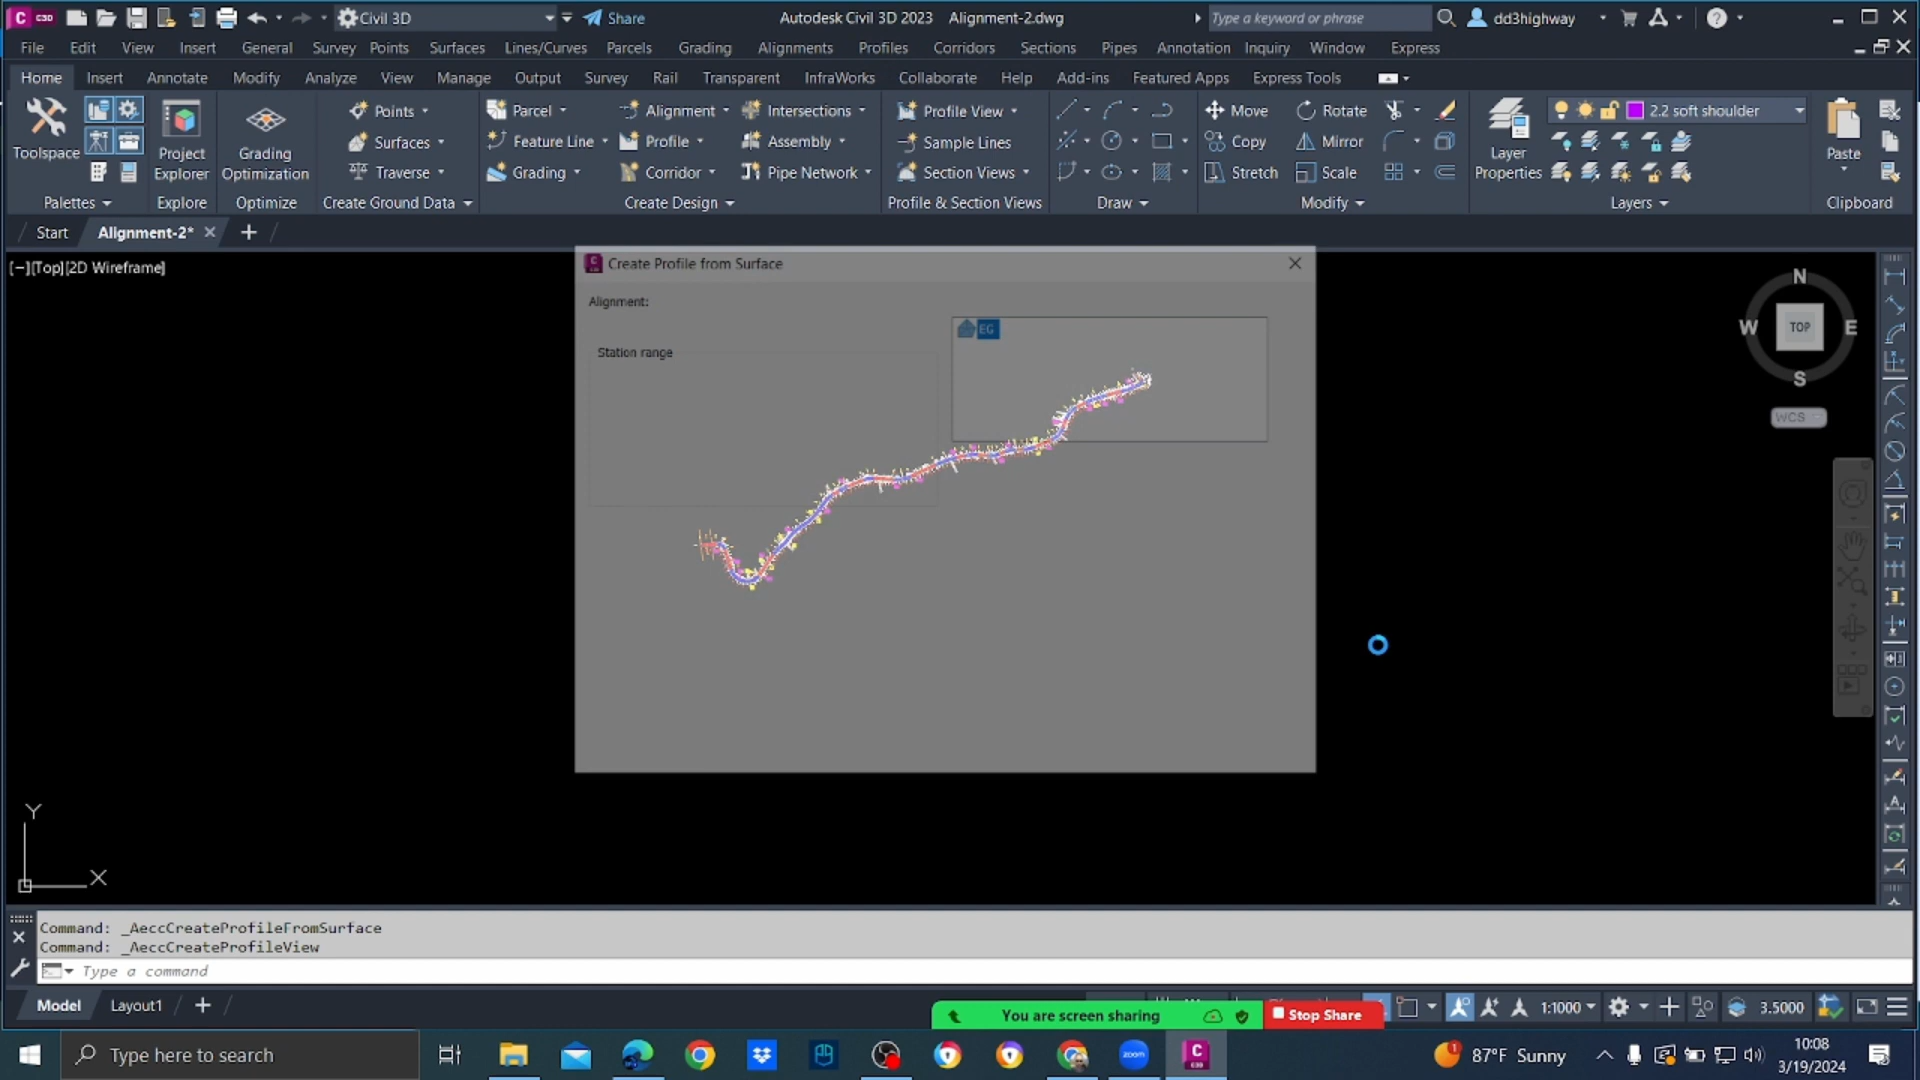 C3D Civil 3D Share Autodesk Civil 3D 2023 Alignment-2.dwg Type a keyword or phrase dd3highway
File Edit View Insert General Survey Points Surfaces Lines/Curves Parcels Grading Alignments Profiles Corridors Sections Pipes Annotation Inquiry Window Express
Home Insert Annotate Modify Analyze View Manage Output Survey Rail Transparent InfraWorks Collaborate Help Add-ins Featured Apps Express Tools
Points Parcel Alignment Intersections Profile View Move Rotate 2.2 soft shoulder
Toolspace Project Explorer Grading Optimization Surfaces Feature Line Profile Assembly Sample Lines Copy Mirror Layer Properties Paste
Traverse Grading Corridor Pipe Network Section Views Stretch Scale
Palettes Explore Optimize Create Ground Data Create Design Profile & Section Views Draw Modify Layers Clipboard
Start Alignment-2*
[−][Top][2D Wireframe]
Create Profile from Surface
Alignment:
EG
Station range
N
W TOP E
S
WCS
Y
X
Command: _AeccCreateProfileFromSurface
Command: _AeccCreateProfileView
Type a command
Model Layout1 1:1000 3.5000
You are screen sharing Stop Share
Type here to search zoom C3D 1 87°F Sunny 10:08
3/19/2024